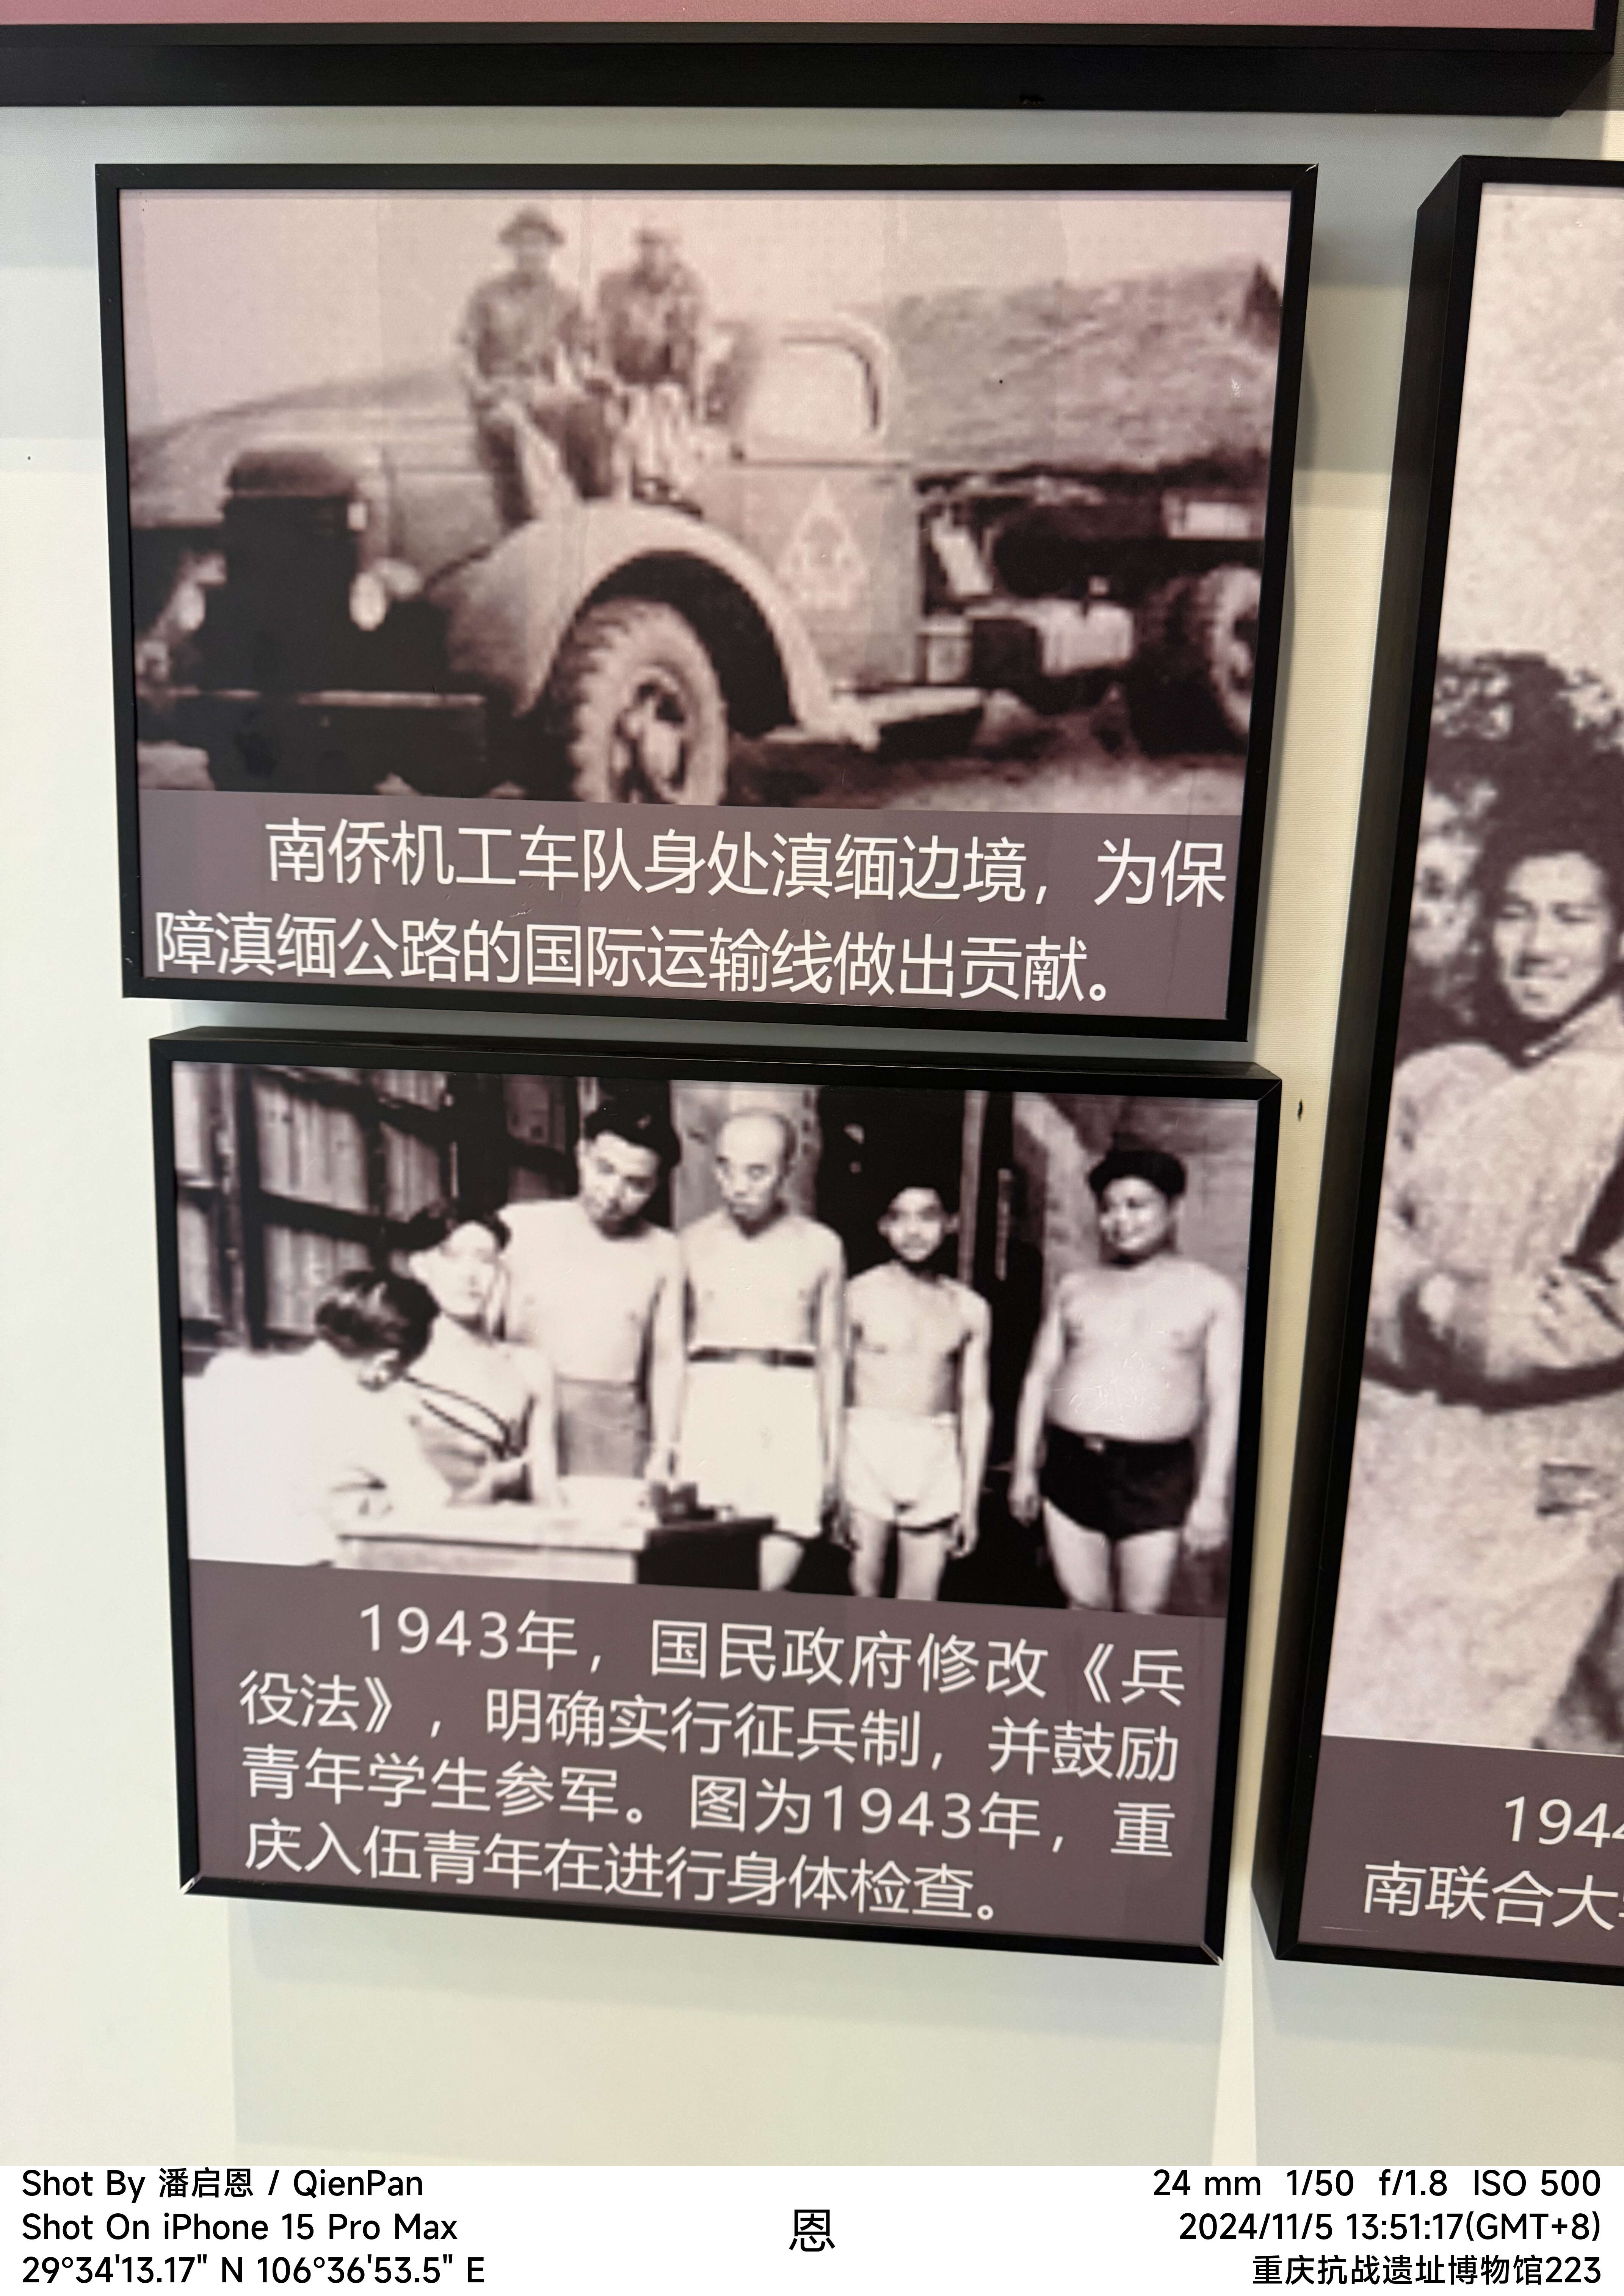 南侨机工车队身处滇缅边境，为保
障滇缅公路的国际运输线做出贡献。
1943年，国民政府修改《兵
役法》，明确实行征兵制，并鼓励
青年学生参军。图为1943年，重
庆入伍青年在进行身体检查。
194
南联合大
Shot By 潘启恩 / QienPan
Shot On iPhone 15 Pro Max
29°34'13.17" N 106°36'53.5" E
恩
24 mm 1/50 f/1.8 ISO 500
2024/11/5 13:51:17(GMT+8)
重庆抗战遗址博物馆223